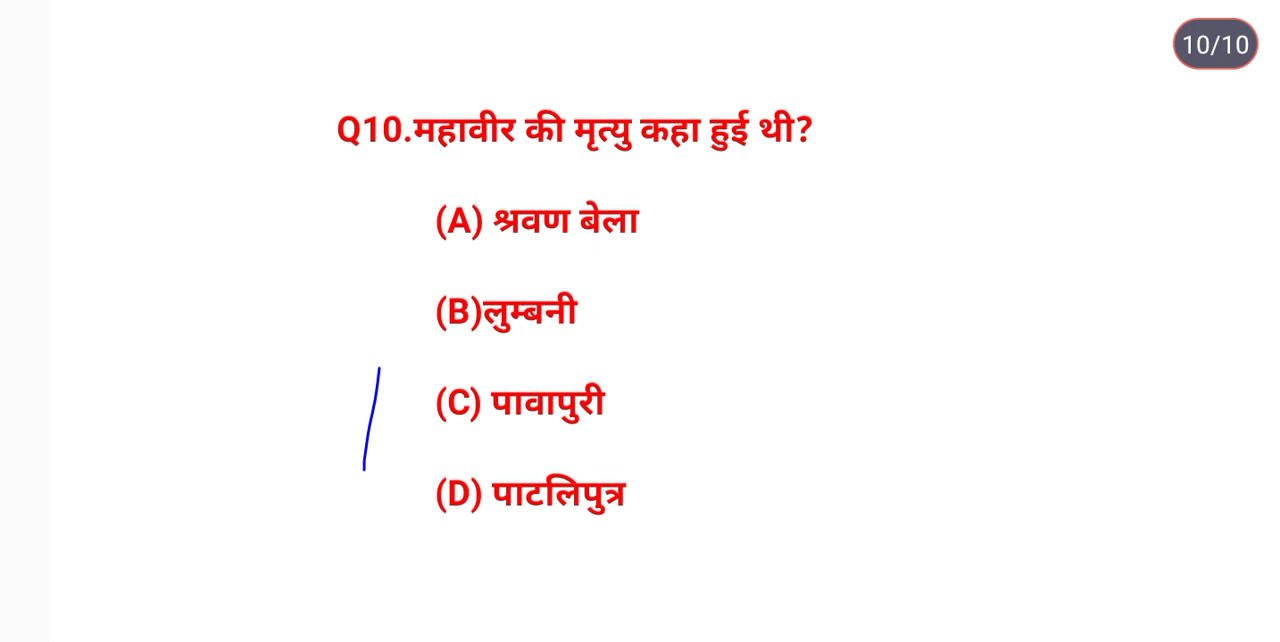 10/10
Q10.महावीर की मृत्यु कहा हुई थी?
(A) श्रवण बेला
(B)लुम्बनी
(C) पावापुरी
(D) पाटलिपुत्र